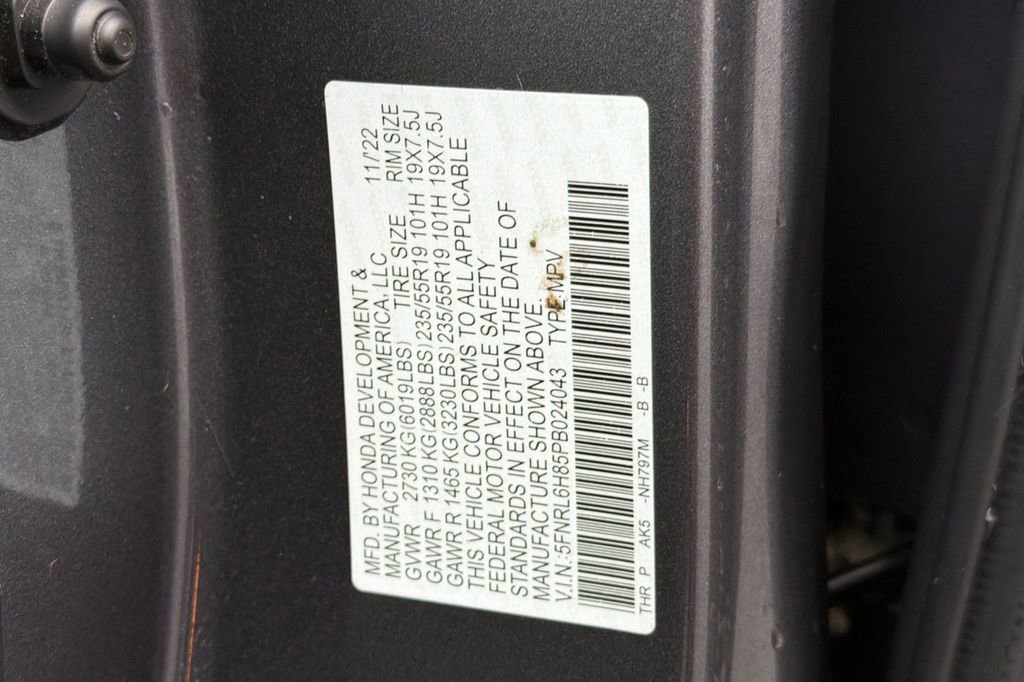 MFD. BY HONDA DEVELOPMENT &
MANUFACTURING OF AMERICA, LLC 11/22
GVWR 2730 KG(6019LBS) TIRE SIZE RIM SIZE
GAWR F 1310 KG(2888LBS) 235/55R19 101H 19X7.5J
GAWR R 1465 KG(3230LBS) 235/55R19 101H 19X7.5J
THIS VEHICLE CONFORMS TO ALL APPLICABLE
FEDERAL MOTOR VEHICLE SAFETY
STANDARDS IN EFFECT ON THE DATE OF
MANUFACTURE SHOWN ABOVE.
V.I.N.:5FNRL6H85PB024043 TYPE:MPV
THR P AK5 -NH797M -B -B